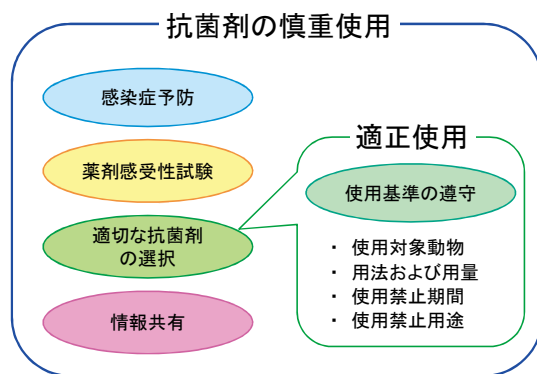 抗菌剤の慎重使用
感染症予防
薬剤感受性試験
適切な抗菌剤
の選択
情報共有
適正使用
使用基準の遵守
・ 使用対象動物
・ 用法および用量
・ 使用禁止期間
・ 使用禁止用途